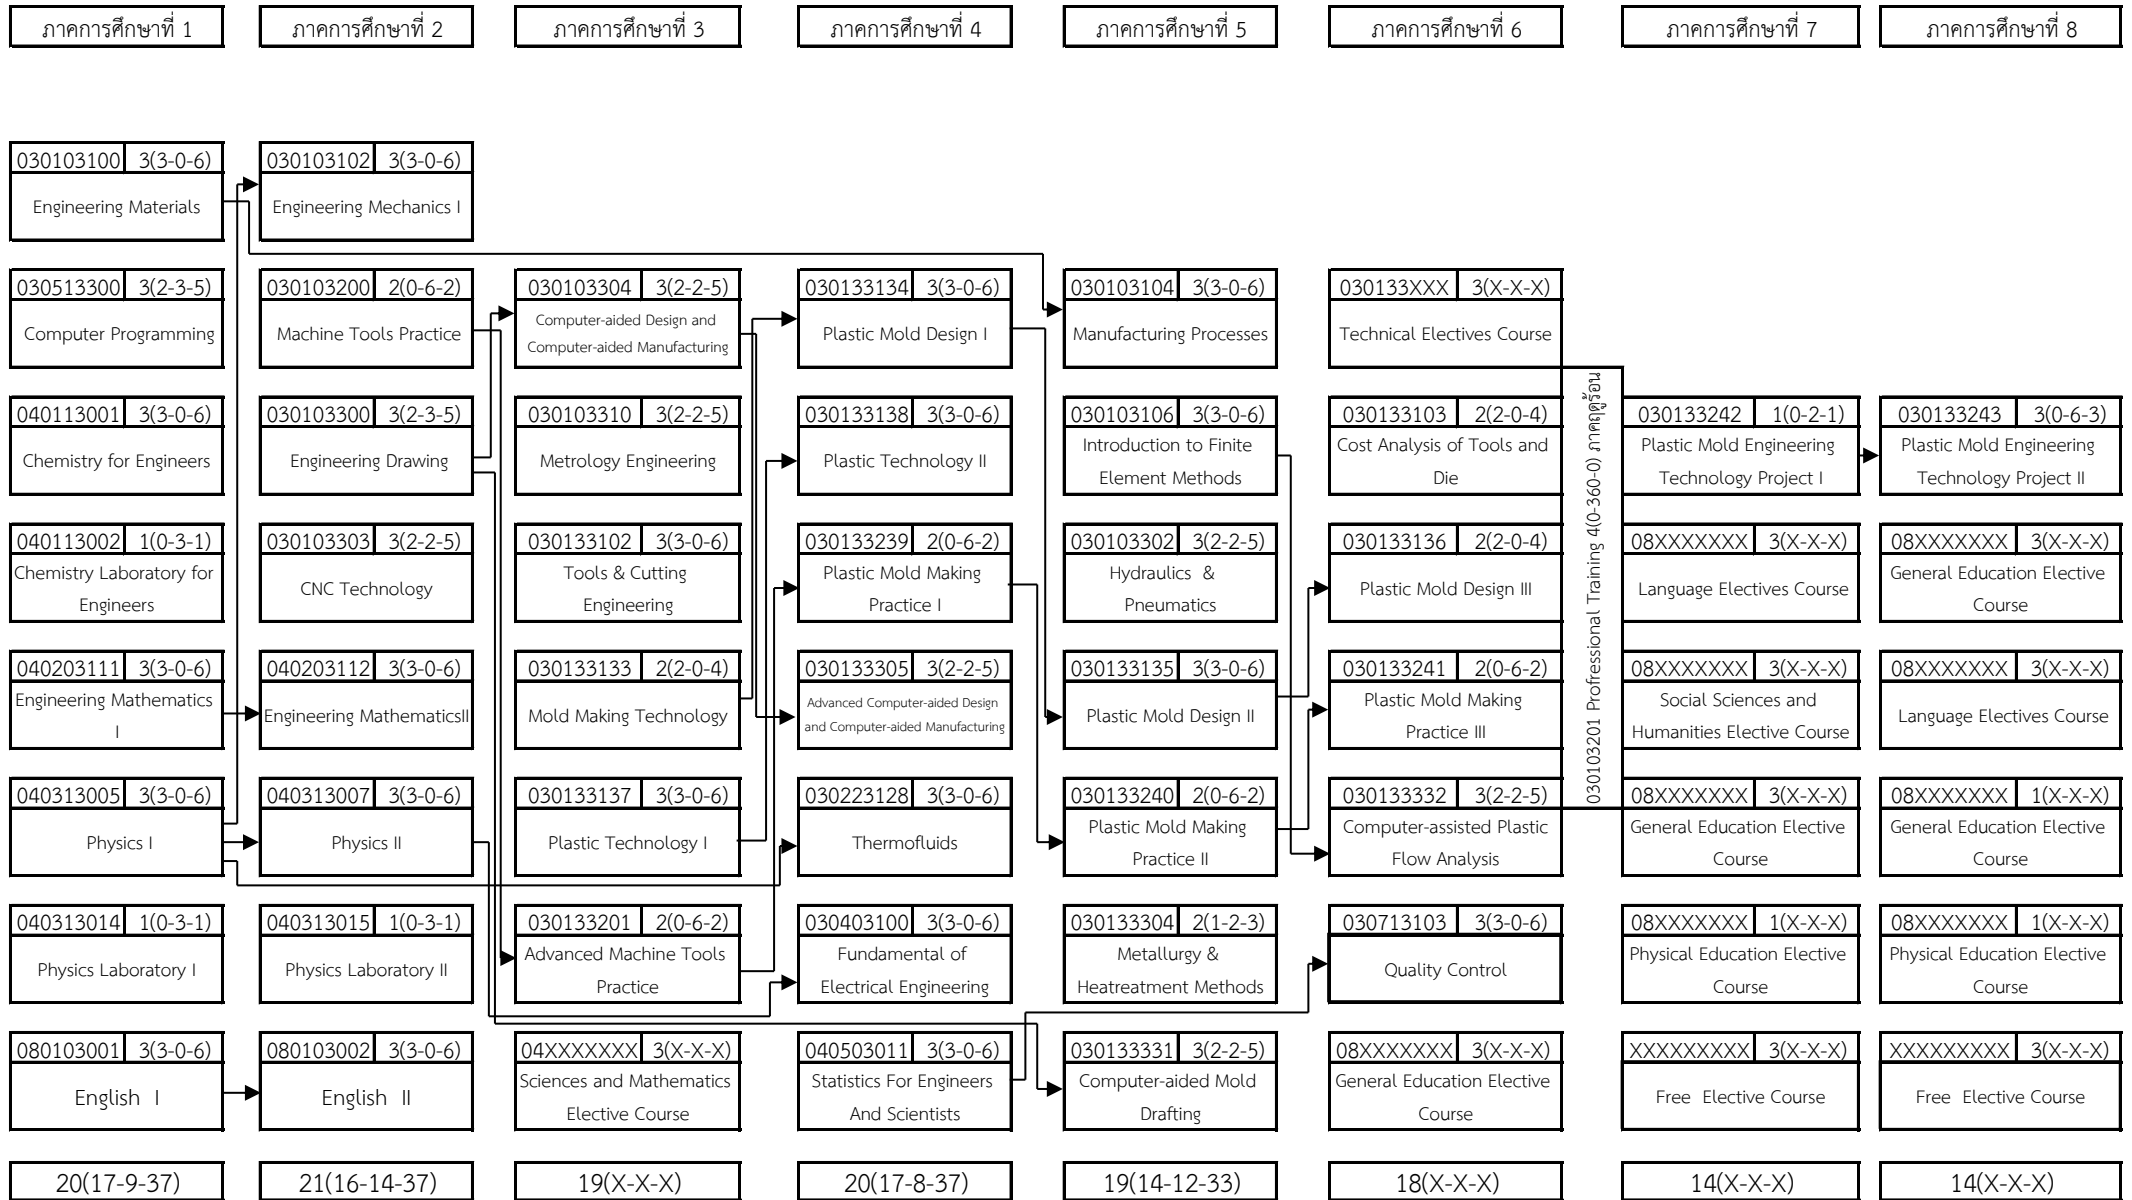 ภาคการศึกษาที่ 1
ภาคการศึกษาที่ 2
ภาคการศึกษาที่ 3
ภาคการศึกษาที่ 4
ภาคการศึกษาที่ 5
ภาคการศึกษาที่ 6
ภาคการศึกษาที่ 7
ภาคการศึกษาที่ 8
030103100 3(3-0-6)
Engineering Materials
030103102 3(3-0-6)
Engineering Mechanics I
030513300 3(2-3-5)
Computer Programming
030103200 2(0-6-2)
Machine Tools Practice
030103304 3(2-2-5)
Computer-aided Design and
Computer-aided Manufacturing
030133134 3(3-0-6)
Plastic Mold Design I
030103104 3(3-0-6)
Manufacturing Processes
030133XXX 3(X-X-X)
Technical Electives Course
040113001 3(3-0-6)
Chemistry for Engineers
030103300 3(2-3-5)
Engineering Drawing
030103310 3(2-2-5)
Metrology Engineering
030133138 3(3-0-6)
Plastic Technology II
030103106 3(3-0-6)
Introduction to Finite
Element Methods
030133103 2(2-0-4)
Cost Analysis of Tools and
Die
030103201 Profressional Training 4(0-360-0) ภาคฤดูร้อน
030133242 1(0-2-1)
Plastic Mold Engineering
Technology Project I
030133243 3(0-6-3)
Plastic Mold Engineering
Technology Project II
040113002 1(0-3-1)
Chemistry Laboratory for
Engineers
030103303 3(2-2-5)
CNC Technology
030133102 3(3-0-6)
Tools & Cutting
Engineering
030133239 2(0-6-2)
Plastic Mold Making
Practice I
030103302 3(2-2-5)
Hydraulics &
Pneumatics
030133136 2(2-0-4)
Plastic Mold Design III
08XXXXXXX 3(X-X-X)
Language Electives Course
08XXXXXXX 3(X-X-X)
General Education Elective
Course
040203111 3(3-0-6)
Engineering Mathematics
I
040203112 3(3-0-6)
Engineering MathematicsII
030133133 2(2-0-4)
Mold Making Technology
030133305 3(2-2-5)
Advanced Computer-aided Design
and Computer-aided Manufacturing
030133135 3(3-0-6)
Plastic Mold Design II
030133241 2(0-6-2)
Plastic Mold Making
Practice III
08XXXXXXX 3(X-X-X)
Social Sciences and
Humanities Elective Course
08XXXXXXX 3(X-X-X)
Language Electives Course
040313005 3(3-0-6)
Physics I
040313007 3(3-0-6)
Physics II
030133137 3(3-0-6)
Plastic Technology I
030223128 3(3-0-6)
Thermofluids
030133240 2(0-6-2)
Plastic Mold Making
Practice II
030133332 3(2-2-5)
Computer-assisted Plastic
Flow Analysis
08XXXXXXX 3(X-X-X)
General Education Elective
Course
08XXXXXXX 1(X-X-X)
General Education Elective
Course
040313014 1(0-3-1)
Physics Laboratory I
040313015 1(0-3-1)
Physics Laboratory II
030133201 2(0-6-2)
Advanced Machine Tools
Practice
030403100 3(3-0-6)
Fundamental of
Electrical Engineering
030133304 2(1-2-3)
Metallurgy &
Heatreatment Methods
030713103 3(3-0-6)
Quality Control
08XXXXXXX 1(X-X-X)
Physical Education Elective
Course
08XXXXXXX 1(X-X-X)
Physical Education Elective
Course
080103001 3(3-0-6)
English I
080103002 3(3-0-6)
English II
04XXXXXXX 3(X-X-X)
Sciences and Mathematics
Elective Course
040503011 3(3-0-6)
Statistics For Engineers
And Scientists
030133331 3(2-2-5)
Computer-aided Mold
Drafting
08XXXXXXX 3(X-X-X)
General Education Elective
Course
XXXXXXXXX 3(X-X-X)
Free Elective Course
XXXXXXXXX 3(X-X-X)
Free Elective Course
20(17-9-37)
21(16-14-37)
19(X-X-X)
20(17-8-37)
19(14-12-33)
18(X-X-X)
14(X-X-X)
14(X-X-X)